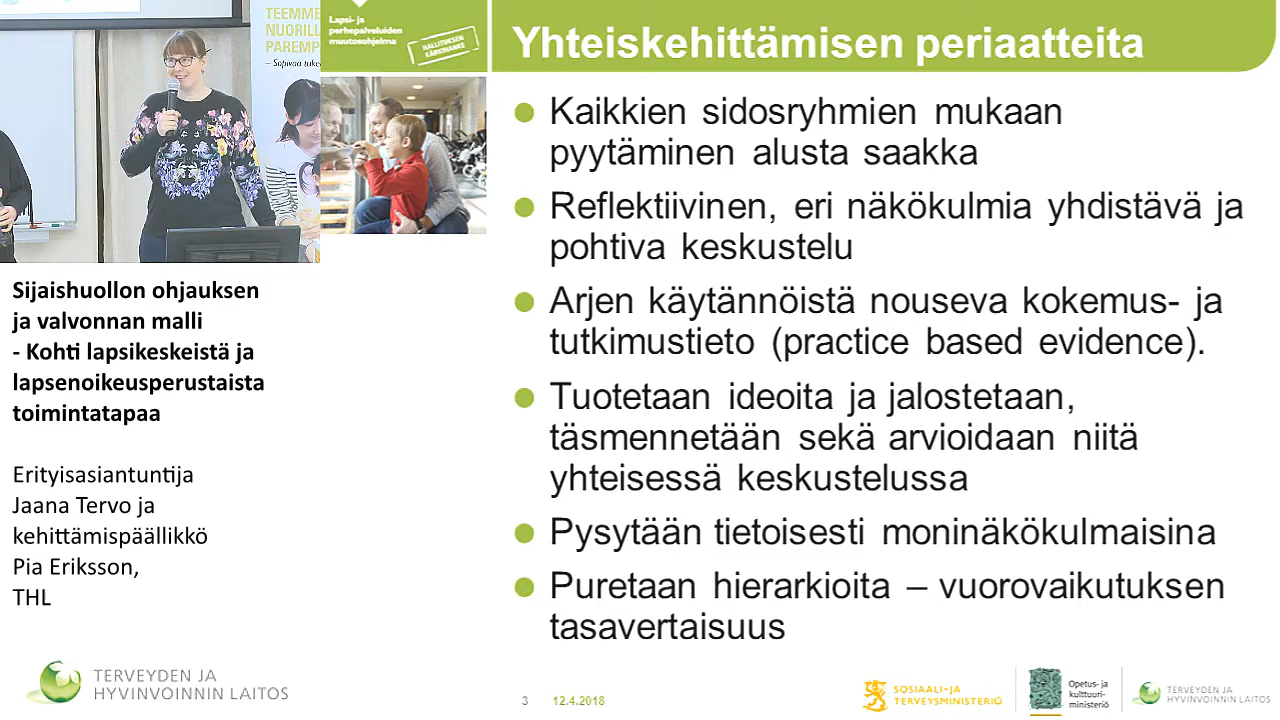 TEEMME
NUORILL
PAREMP
– Sopivaa tuke
Lapsi- ja
perhepalveluiden
muutosohjelma
HALLITUKSEN
KÄRKIHANKE
Yhteiskehittämisen periaatteita
Kaikkien sidosryhmien mukaan
pyytäminen alusta saakka
Reflektiivinen, eri näkökulmia yhdistävä ja
pohtiva keskustelu
Arjen käytännöistä nouseva kokemus- ja
tutkimustieto (practice based evidence).
Tuotetaan ideoita ja jalostetaan,
täsmennetään sekä arvioidaan niitä
yhteisessä keskustelussa
Pysytään tietoisesti moninäkökulmaisina
Puretaan hierarkioita – vuorovaikutuksen
tasavertaisuus
Sijaishuollon ohjauksen
ja valvonnan malli
- Kohti lapsikeskeistä ja
lapsenoikeusperustaista
toimintatapaa
Erityisasiantuntija
Jaana Tervo ja
kehittämispäällikkö
Pia Eriksson,
THL
TERVEYDEN JA
HYVINVOINNIN LAITOS
3 12.4.2018
SOSIAALI- JA
TERVEYSMINISTERIÖ
Opetus- ja
kulttuuri-
ministeriö
TERVEYDEN JA
HYVINVOINNIN LAITOS